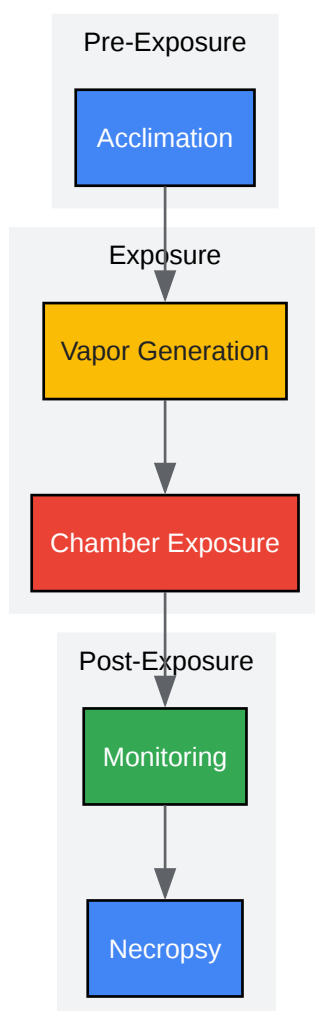 Pre-Exposure
Acclimation
Exposure
Vapor Generation
Chamber Exposure
Post-Exposure
Monitoring
Necropsy